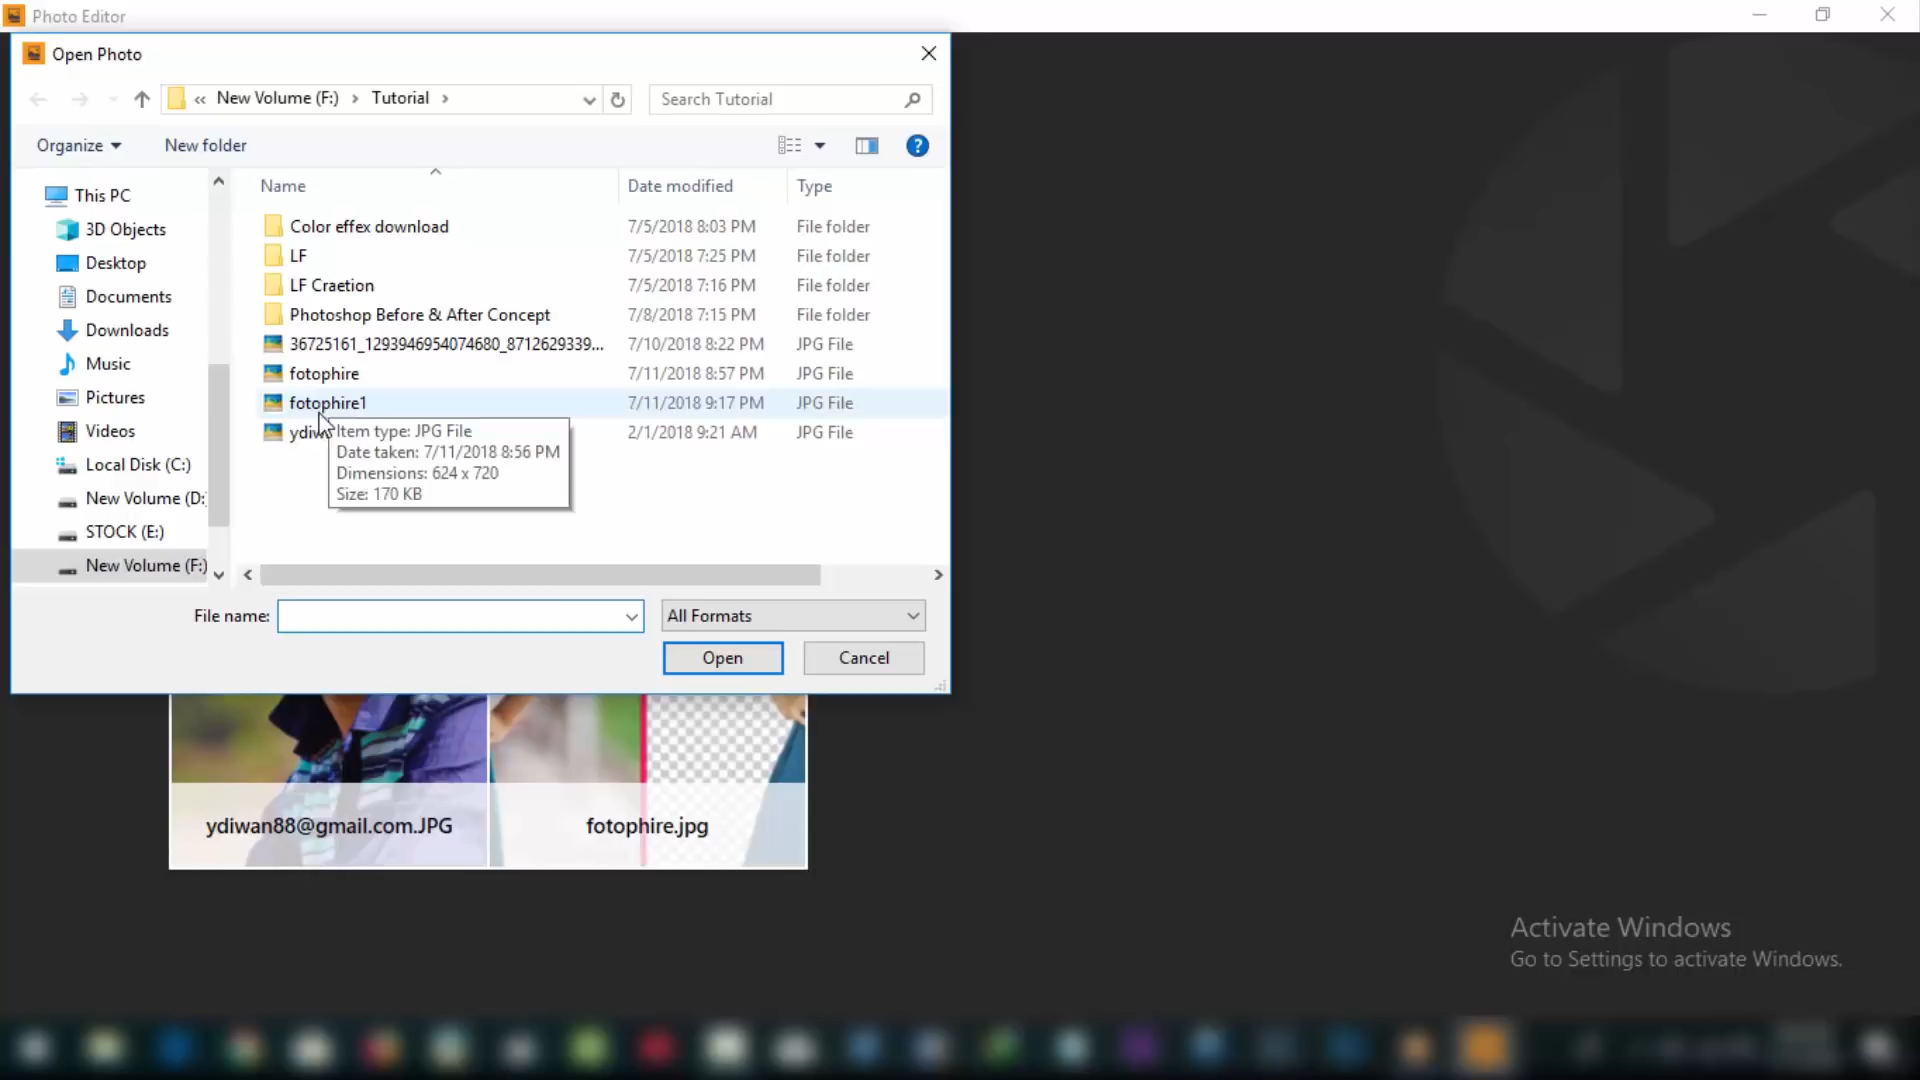 Photo Editor
Open Photo
« New Volume (F:) › Tutorial ›
Search Tutorial
Organize
New folder
?
This PC
3D Objects
Desktop
Documents
Downloads
Music
Pictures
Videos
Local Disk (C:)
New Volume (D:
STOCK (E:)
New Volume (F:)
Name Date modified Type
Color effex download 7/5/2018 8:03 PM File folder
LF 7/5/2018 7:25 PM File folder
LF Craetion 7/5/2018 7:16 PM File folder
Photoshop Before & After Concept 7/8/2018 7:15 PM File folder
36725161_1293946954074680_8712629339... 7/10/2018 8:22 PM JPG File
fotophire 7/11/2018 8:57 PM JPG File
fotophire1 7/11/2018 9:17 PM JPG File
ydiw 2/1/2018 9:21 AM JPG File
Item type: JPG File
Date taken: 7/11/2018 8:56 PM
Dimensions: 624 x 720
Size: 170 KB
File name:
All Formats
Open
Cancel
ydiwan88@gmail.com.JPG
fotophire.jpg
Activate Windows
Go to Settings to activate Windows.